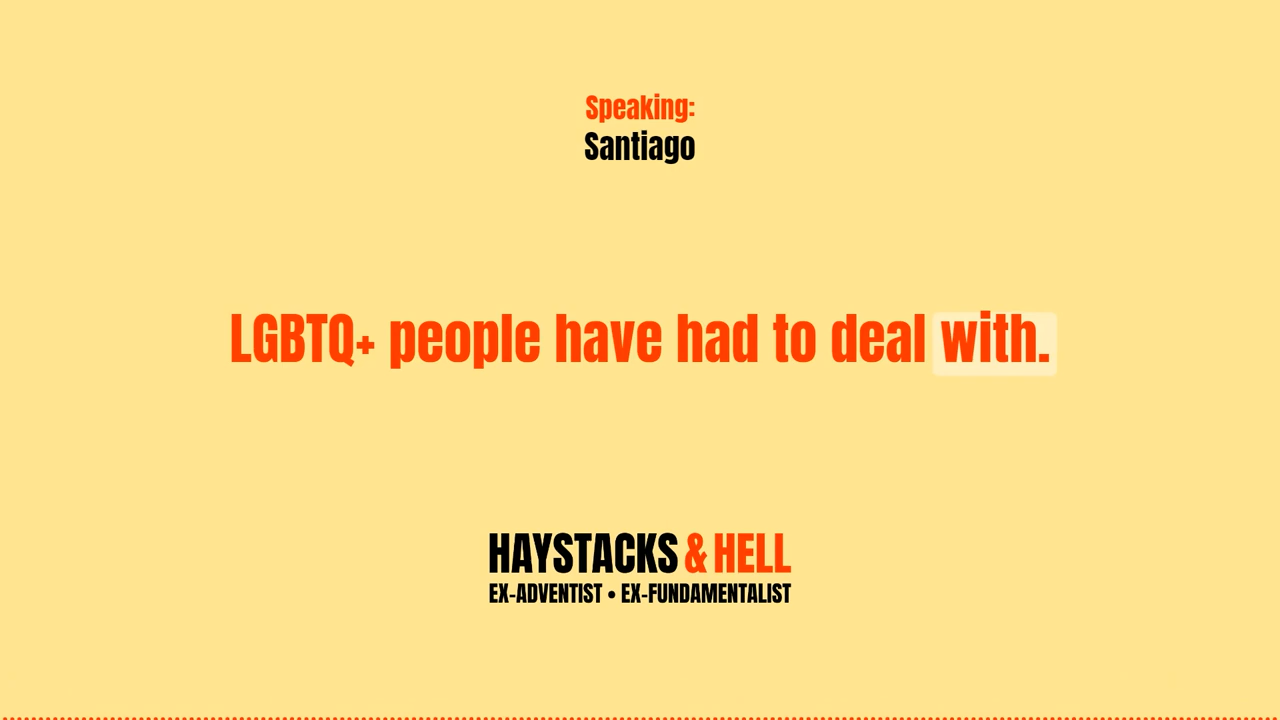 Speaking:
Santiago
LGBTQ+ people have had to deal with.
HAYSTACKS & HELL
EX-ADVENTIST • EX-FUNDAMENTALIST